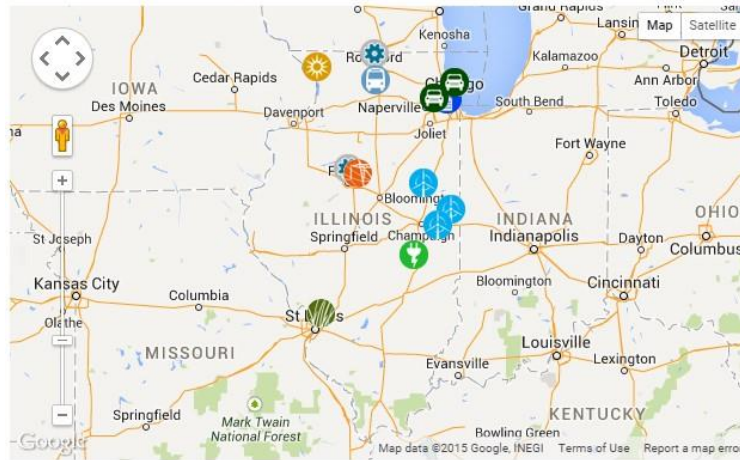 Grand Rapids
Lansin
Map
Satellite
Kenosha
Detroit
Kalamazoo
IOWA
Cedar Rapids
Ann Arbor
Des Moines
Naperville
South Bend
Toledo
Davenport
Joliet
Fort Wayne
Bloomington
ILLINOIS
INDIANA
OHIO
St Joseph
Springfield
Champaign
Indianapolis
Dayton
Columbus
Kansas City
Columbia
Bloomington
Cincinnati
Olathe
MISSOURI
Louisville
Evansville
Lexington
Springfield
Mark Twain
National Forest
KENTUCKY
Bowling Green
Google
Map data ©2015 Google, INEGI
Terms of Use
Report a map error